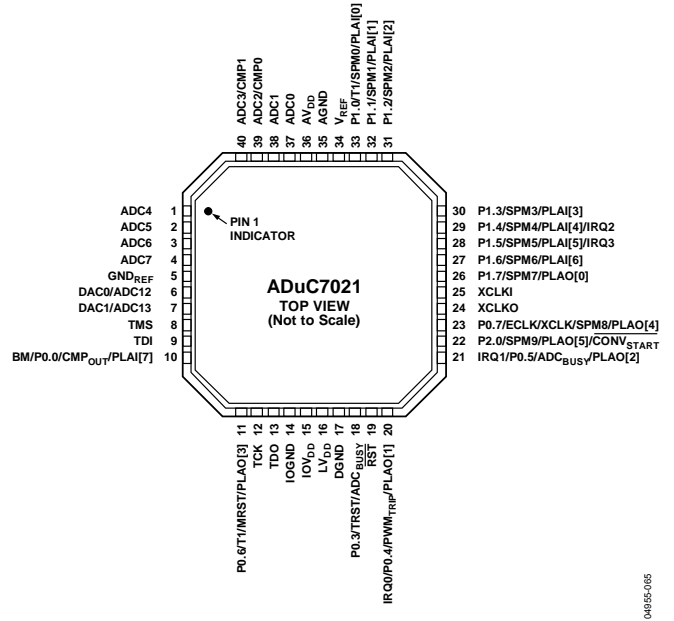 40 ADC3/CMP1
39 ADC2/CMP0
38 ADC1
37 ADC0
36 AVDD
35 AGND
34 VREF
33 P1.0/T1/SPM0/PLAI[0]
32 P1.1/SPM1/PLAI[1]
31 P1.2/SPM2/PLAI[2]
ADC4 1
ADC5 2
ADC6 3
ADC7 4
GNDREF 5
DAC0/ADC12 6
DAC1/ADC13 7
TMS 8
TDI 9
BM/P0.0/CMPOUT/PLAI[7] 10
PIN 1
INDICATOR
ADuC7021
TOP VIEW
(Not to Scale)
30 P1.3/SPM3/PLAI[3]
29 P1.4/SPM4/PLAI[4]/IRQ2
28 P1.5/SPM5/PLAI[5]/IRQ3
27 P1.6/SPM6/PLAI[6]
26 P1.7/SPM7/PLAO[0]
25 XCLKI
24 XCLKO
23 P0.7/ECLK/XCLK/SPM8/PLAO[4]
22 P2.0/SPM9/PLAO[5]/CONVSTART
21 IRQ1/P0.5/ADCBUSY/PLAO[2]
P0.6/T1/MRST/PLAO[3] 11
TCK 12
TDO 13
IOGND 14
IOVDD 15
LVDD 16
DGND 17
P0.3/TRST/ADCBUSY 18
RST 19
IRQ0/P0.4/PWMTRIP/PLAO[1] 20
04955-065